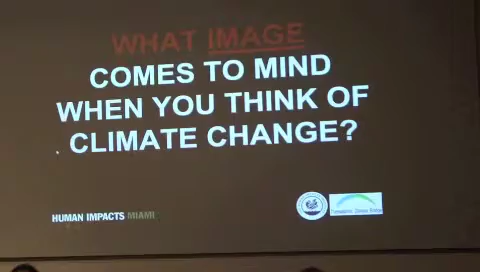 WHAT IMAGE
COMES TO MIND
WHEN YOU THINK OF
CLIMATE CHANGE?
HUMAN IMPACTS MIAMI